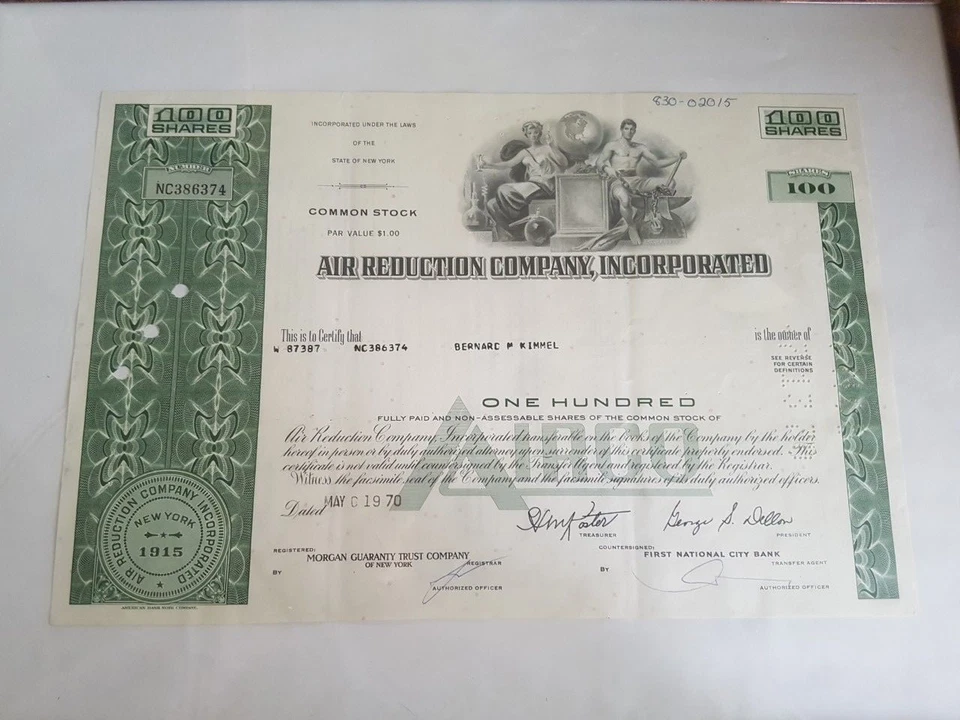 830-02015
100
SHARES
100
SHARES
NUMBER
NC386374
SHARES
100
INCORPORATED UNDER THE LAWS
OF THE
STATE OF NEW YORK
COMMON STOCK
PAR VALUE $1.00
AIR REDUCTION COMPANY, INCORPORATED
This is to Certify that
is the owner of
W 87387 NC386374 BERNARD M KIMMEL
SEE REVERSE
FOR CERTAIN
DEFINITIONS
ONE HUNDRED
FULLY PAID AND NON-ASSESSABLE SHARES OF THE COMMON STOCK OF
AIRCO
Air Reduction Company, Incorporated transferable on the books of the Company by the holder
hereof in person or by duly authorized attorney upon surrender of this certificate properly endorsed. This
certificate is not valid until countersigned by the Transfer Agent and registered by the Registrar.
Witness the facsimile seal of the Company and the facsimile signatures of its duly authorized officers.
Dated MAY 1970
George S. Dillon
TREASURER
PRESIDENT
AIR REDUCTION COMPANY INCORPORATED
NEW YORK
1915
REGISTERED:
MORGAN GUARANTY TRUST COMPANY
OF NEW YORK
REGISTRAR
BY
AUTHORIZED OFFICER
COUNTERSIGNED:
FIRST NATIONAL CITY BANK
TRANSFER AGENT
BY
AUTHORIZED OFFICER
AMERICAN BANK NOTE COMPANY.